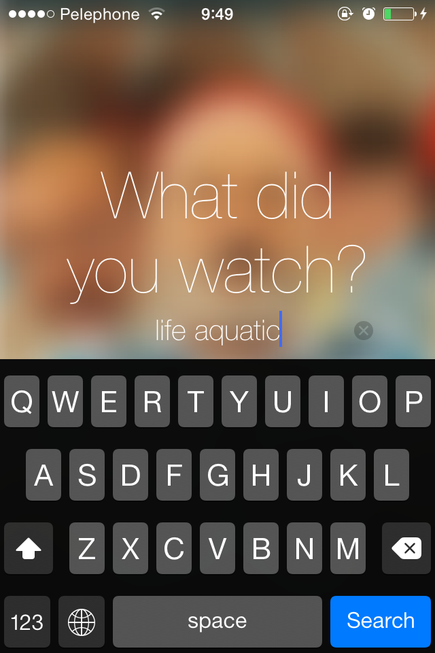 Pelephone 9:49
What did
you watch?
life aquatic
Q W E R T Y U I O P
A S D F G H J K L
Z X C V B N M
123 space Search